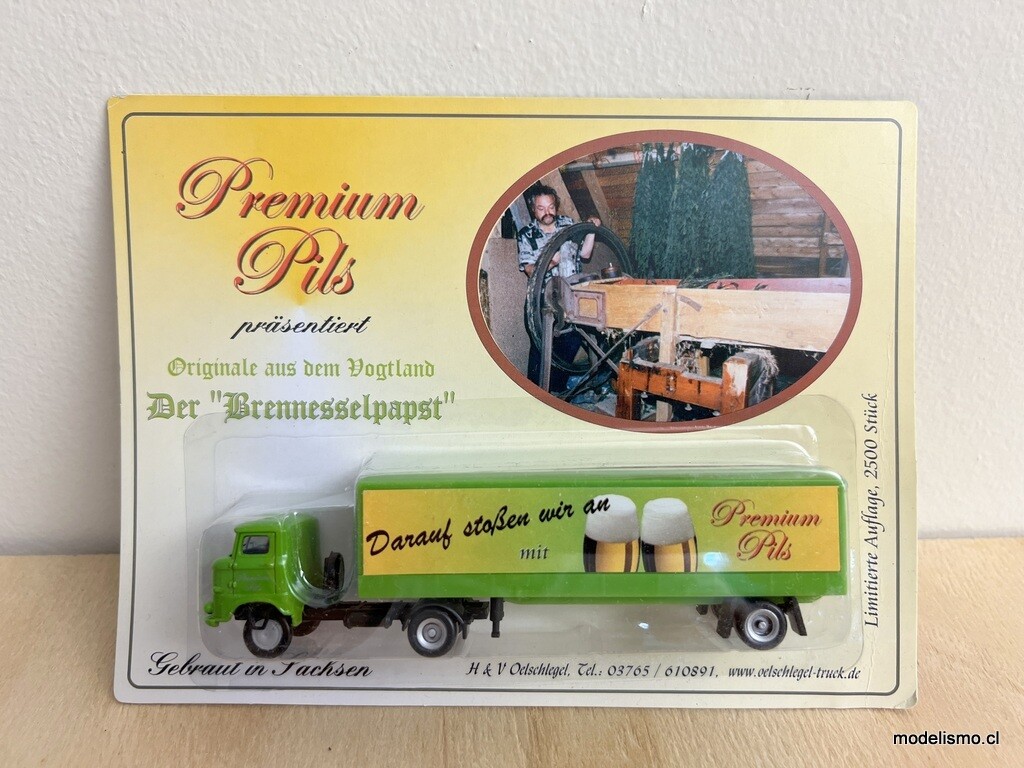 Premium
Pils
präsentiert
Originale aus dem Vogtland
Der "Brennesselpapst"
Darauf stoßen wir an
mit
Premium
Pils
Limitierte Auflage, 2500 Stück
Gebraut in Sachsen
H & V Oelschlegel, Tel.: 03765 / 610891, www.oelschlegel-truck.de
modelismo.cl